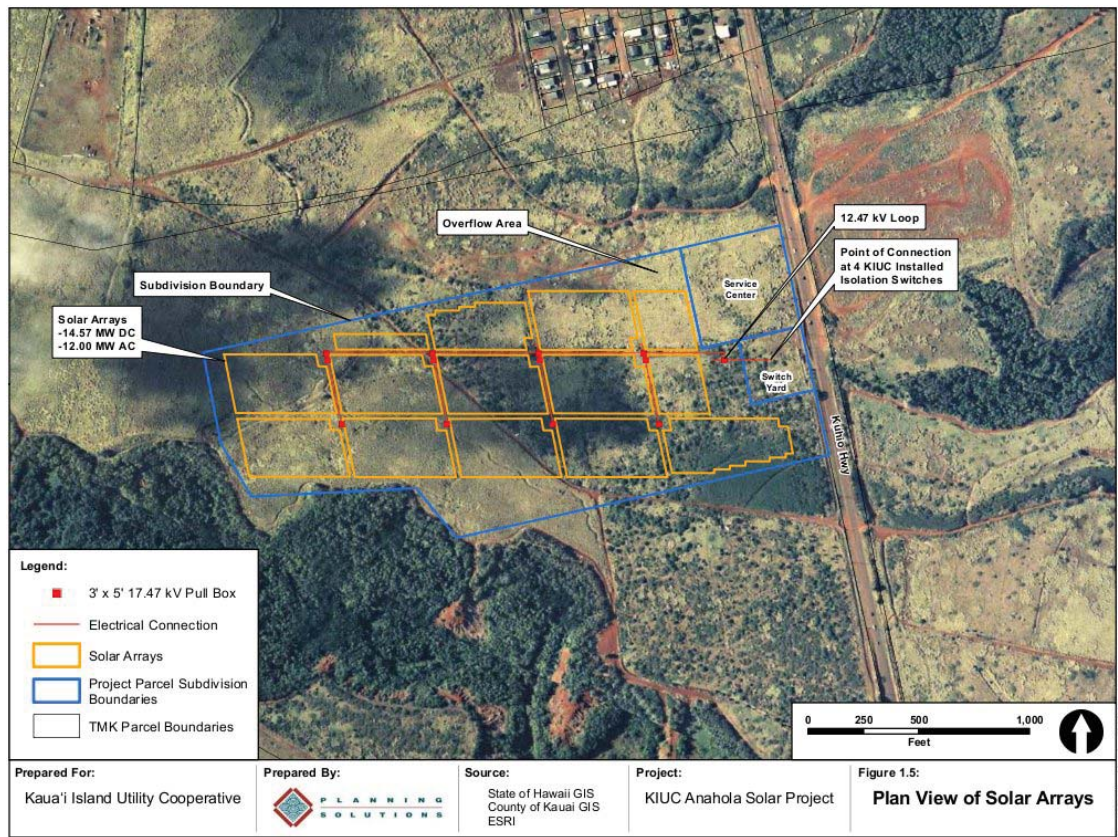 12.47 kV Loop
Overflow Area
Point of Connection
at 4 KIUC Installed
Isolation Switches
Subdivision Boundary
Service
Center
Solar Arrays
-14.57 MW DC
-12.00 MW AC
Switch
Yard
Kuhio Hwy
Legend:
3' x 5' 17.47 kV Pull Box
Electrical Connection
Solar Arrays
Project Parcel Subdivision
Boundaries
TMK Parcel Boundaries
0 250 500 1,000
Feet
Prepared For:
Kaua'i Island Utility Cooperative
Prepared By:
PLANNING
SOLUTIONS
Source:
State of Hawaii GIS
County of Kauai GIS
ESRI
Project:
KIUC Anahola Solar Project
Figure 1.5:
Plan View of Solar Arrays